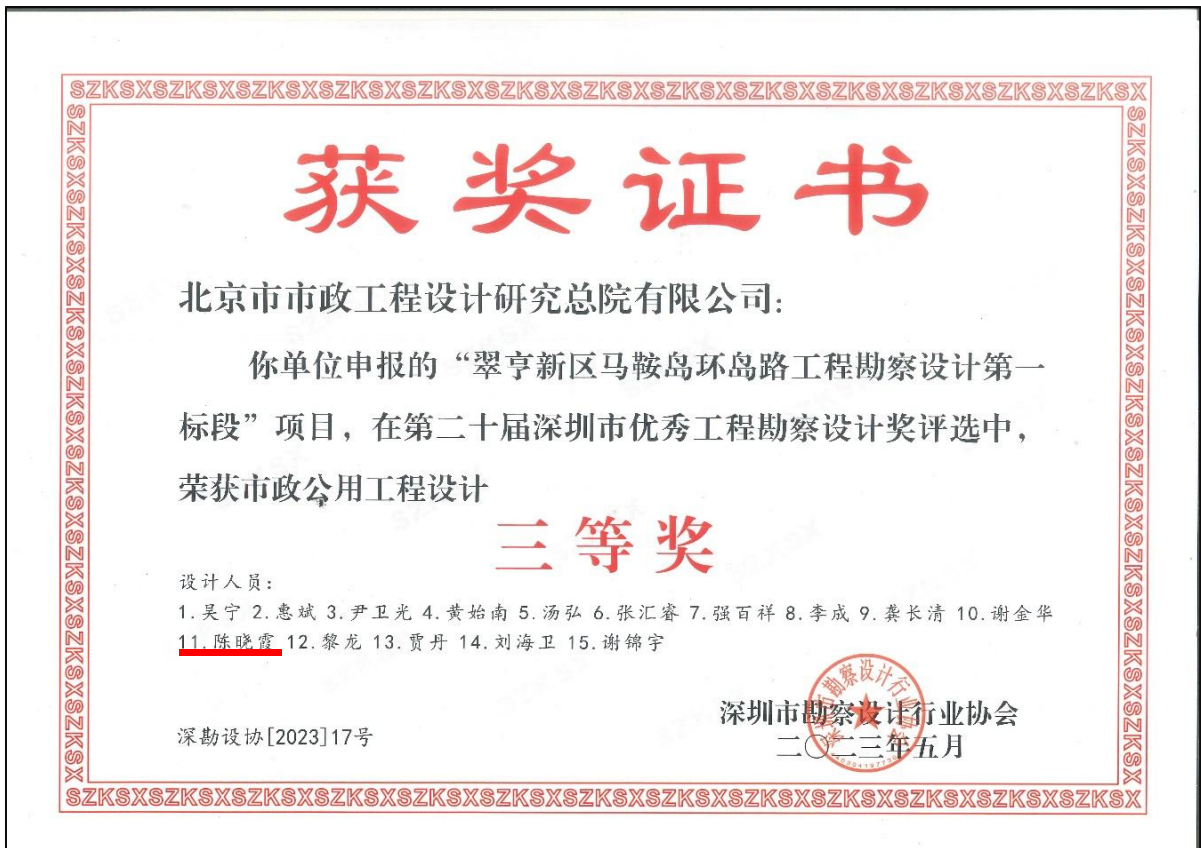 SZKSXSZKSXSZKSXSZKSXSZKSXSZKSXSZKSXSZKSXSZKSXSZKSXSZKSX
获奖证书
北京市市政工程设计研究总院有限公司:
你单位申报的“翠亨新区马鞍岛环岛路工程勘察设计第一
标段”项目，在第二十届深圳市优秀工程勘察设计奖评选中，
荣获市政公用工程设计
三等奖
设计人员:
1.吴宁 2.惠斌 3.尹卫光 4.黄始南 5.汤弘 6.张汇睿 7.强百祥 8.李成 9.龚长清 10.谢金华
11.陈晓霞 12.黎龙 13.贾丹 14.刘海卫 15.谢锦宇
深圳市勘察设计行业协会
二〇二三年五月
深勘设协[2023]17号
SZKSXSZKSXSZKSXSZKSXSZKSXSZKSXSZKSXSZKSXSZKSXSZKSXSZKSX